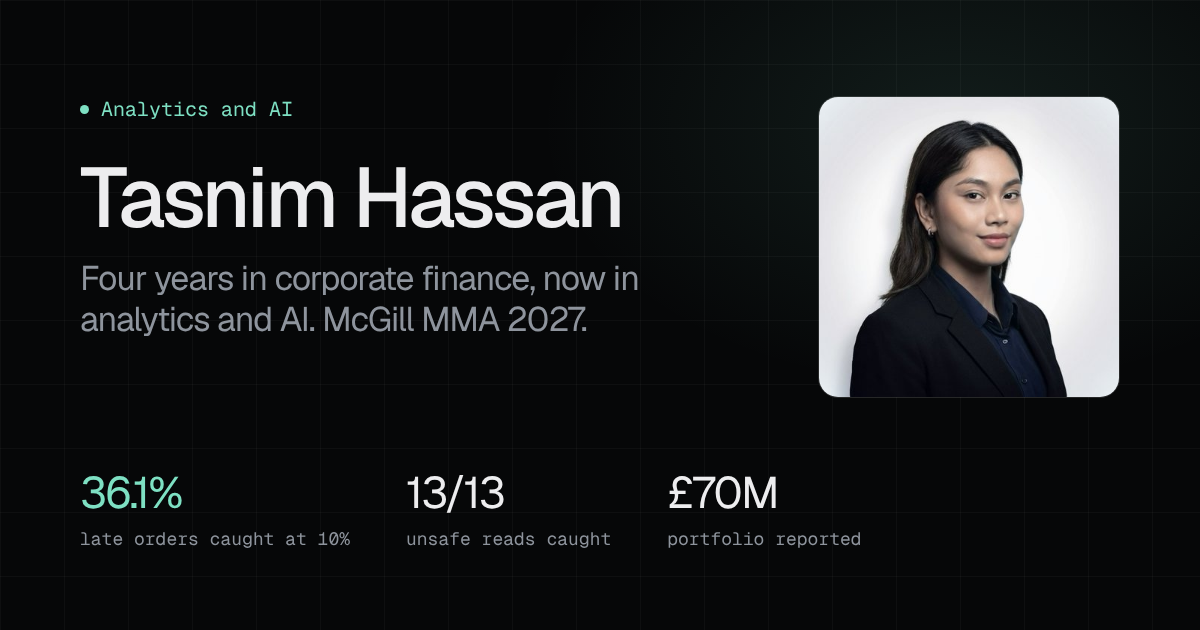 Analytics and AI
Tasnim Hassan
Four years in corporate finance, now in
analytics and AI. McGill MMA 2027.
36.1%
late orders caught at 10%
13/13
unsafe reads caught
£70M
portfolio reported